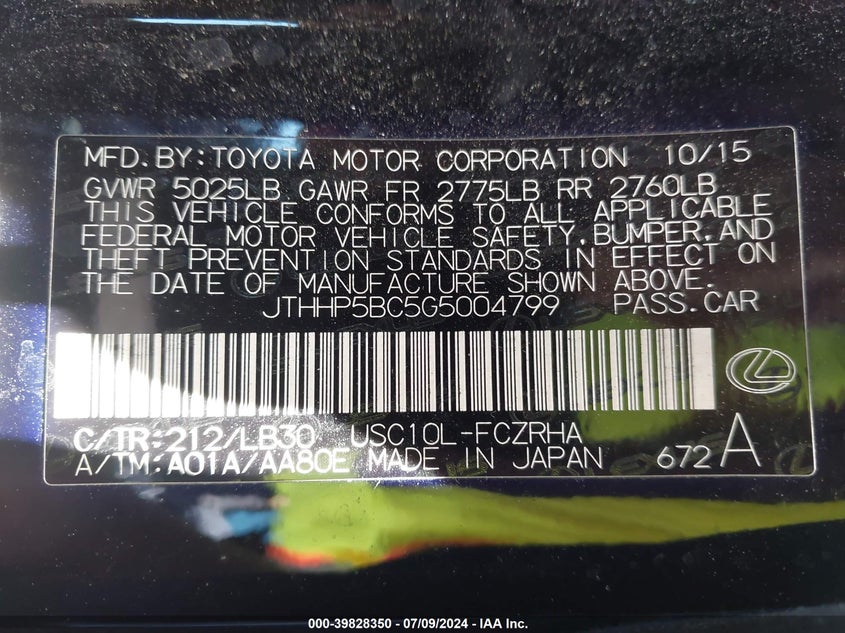 MFD.BY:TOYOTA MOTOR CORPORATION 10/15
GVWR 5025LB GAWR FR 2775LB RR 2760LB
THIS VEHICLE CONFORMS TO ALL APPLICABLE
FEDERAL MOTOR VEHICLE SAFETY,BUMPER,AND
THEFT PREVENTION STANDARDS IN EFFECT ON
THE DATE OF MANUFACTURE SHOWN ABOVE.
JTHHP5BC5G5004799 PASS.CAR
C/TR:212/LB30 USC10L-FCZRHA
A/TM:A01A/AA80E MADE IN JAPAN 672 A
000-39828350 - 07/09/2024 - IAA Inc.